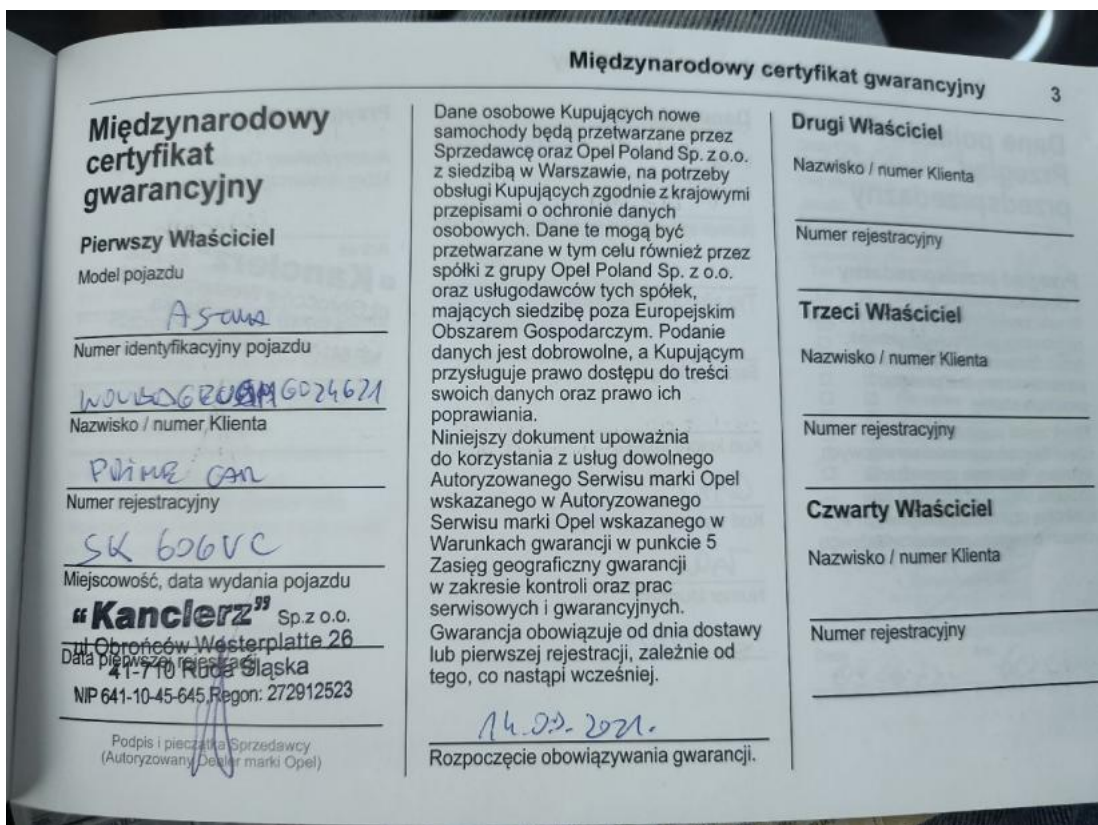 Międzynarodowy certyfikat gwarancyjny
3
Międzynarodowy
certyfikat
gwarancyjny
Pierwszy Właściciel
Model pojazdu
Astra
Numer identyfikacyjny pojazdu
Nazwisko / numer Klienta
PRIME CAR
Numer rejestracyjny
SK 606VC
Miejscowość, data wydania pojazdu
“Kanclerz” Sp.z o.o.
ul.Obrońców Westerplatte 26
Data pierwszej rejestracji
41-710 Ruda Śląska
NIP 641-10-45-645,Regon: 272912523
Podpis i pieczątka Sprzedawcy
(Autoryzowany Dealer marki Opel)
Dane osobowe Kupujących nowe
samochody będą przetwarzane przez
Sprzedawcę oraz Opel Poland Sp. z o.o.
z siedzibą w Warszawie, na potrzeby
obsługi Kupujących zgodnie z krajowymi
przepisami o ochronie danych
osobowych. Dane te mogą być
przetwarzane w tym celu również przez
spółki z grupy Opel Poland Sp. z o.o.
oraz usługodawców tych spółek,
mających siedzibę poza Europejskim
Obszarem Gospodarczym. Podanie
danych jest dobrowolne, a Kupującym
przysługuje prawo dostępu do treści
swoich danych oraz prawo ich
poprawiania.
Niniejszy dokument upoważnia
do korzystania z usług dowolnego
Autoryzowanego Serwisu marki Opel
wskazanego w Autoryzowanego
Serwisu marki Opel wskazanego w
Warunkach gwarancji w punkcie 5
Zasięg geograficzny gwarancji
w zakresie kontroli oraz prac
serwisowych i gwarancyjnych.
Gwarancja obowiązuje od dnia dostawy
lub pierwszej rejestracji, zależnie od
tego, co nastąpi wcześniej.
Rozpoczęcie obowiązywania gwarancji.
Drugi Właściciel
Nazwisko / numer Klienta
Numer rejestracyjny
Trzeci Właściciel
Nazwisko / numer Klienta
Numer rejestracyjny
Czwarty Właściciel
Nazwisko / numer Klienta
Numer rejestracyjny